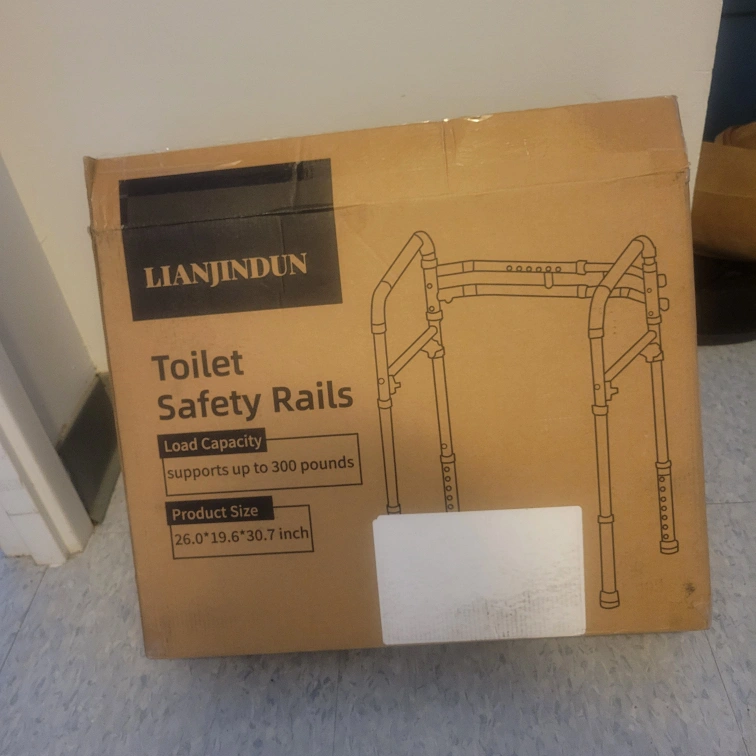 LIANJINDUN
Toilet
Safety Rails
Load Capacity
supports up to 300 pounds
Product Size
26.0*19.6*30.7 inch